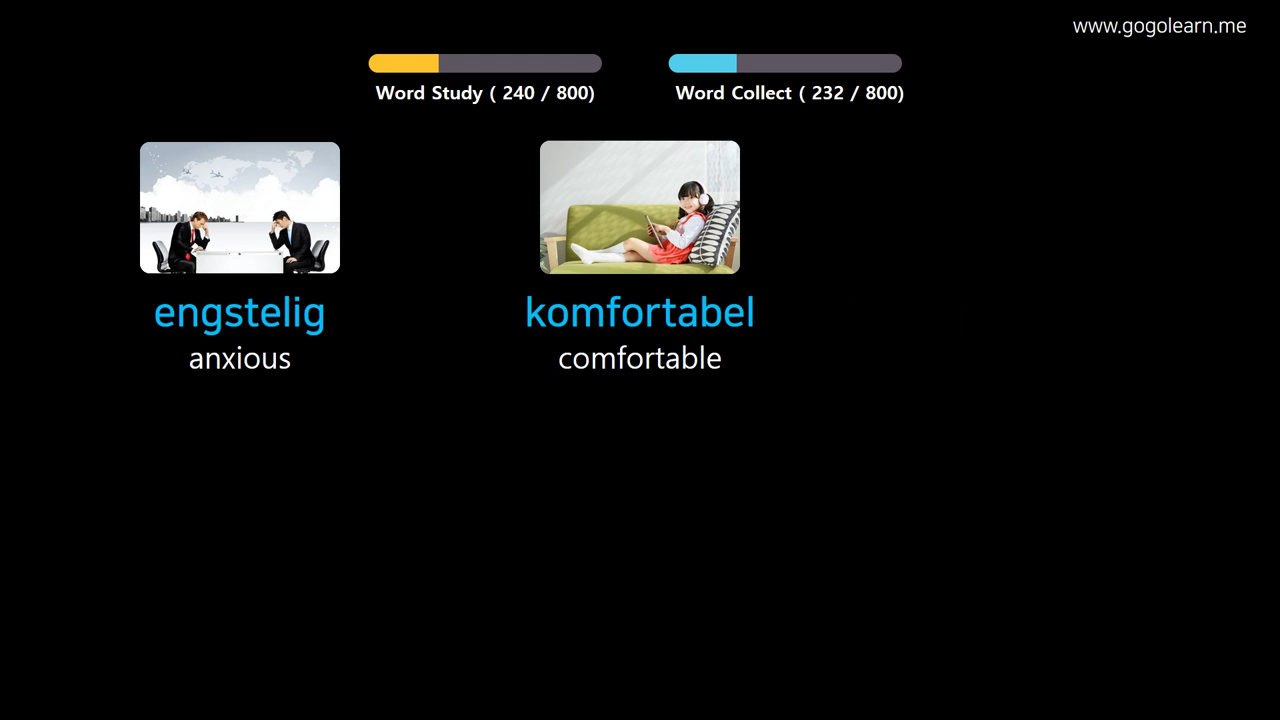 www.gogolearn.me
Word Study ( 240 / 800)
Word Collect ( 232 / 800)
engstelig
anxious
komfortabel
comfortable